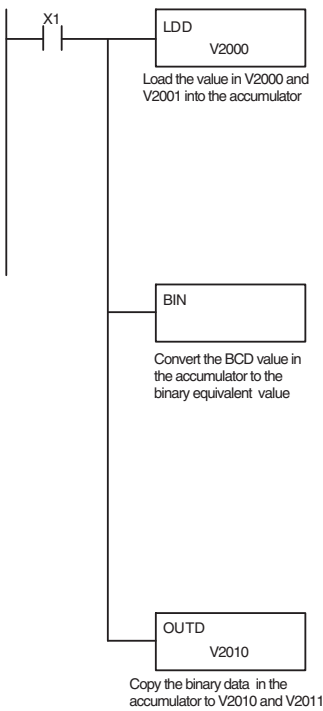 X1
LDD
V2000
Load the value in V2000 and
V2001 into the accumulator
BIN
Convert the BCD value in
the accumulator to the
binary equivalent value
OUTD
V2010
Copy the binary data in the
accumulator to V2010 and V2011